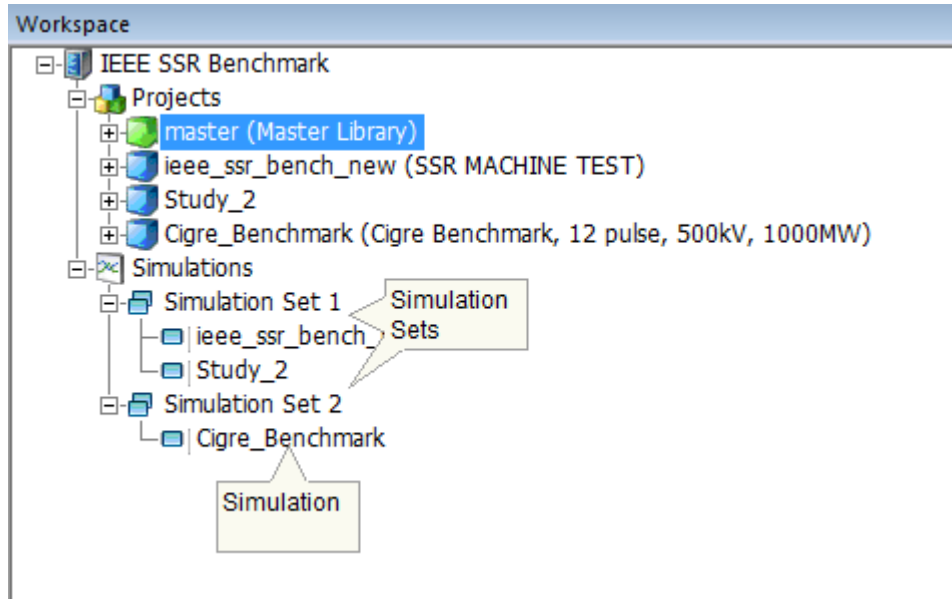 Workspace
IEEE SSR Benchmark
Projects
master (Master Library)
ieee_ssr_bench_new (SSR MACHINE TEST)
Study_2
Cigre_Benchmark (Cigre Benchmark, 12 pulse, 500kV, 1000MW)
Simulations
Simulation Set 1
Simulation
Sets
ieee_ssr_bench_
Study_2
Simulation Set 2
Cigre_Benchmark
Simulation